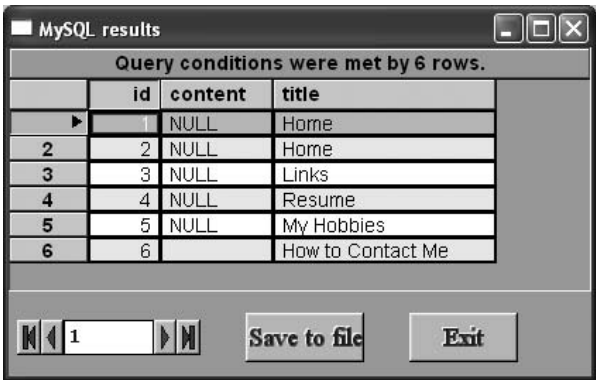 MySQL results
Query conditions were met by 6 rows.
id content title
1 NULL Home
2 2 NULL Home
3 3 NULL Links
4 4 NULL Resume
5 5 NULL My Hobbies
6 6 How to Contact Me
1 Save to file Exit